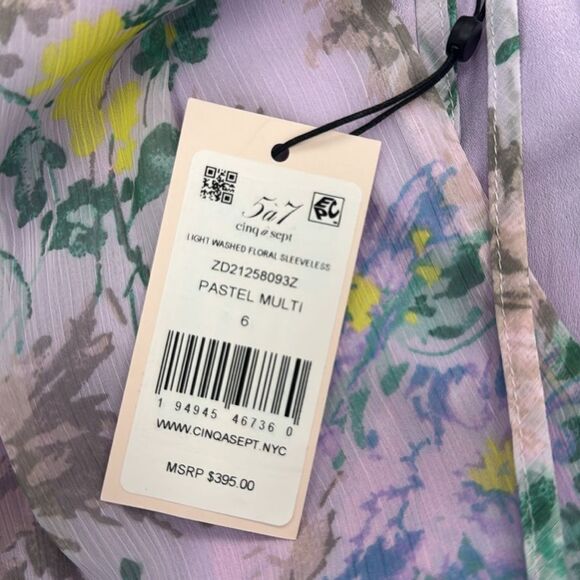 5à7
cinq à sept
LIGHT WASHED FLORAL SLEEVELESS
ZD21258093Z
PASTEL MULTI
6
1 94945 46736 0
WWW.CINQASEPT.NYC
MSRP $395.00